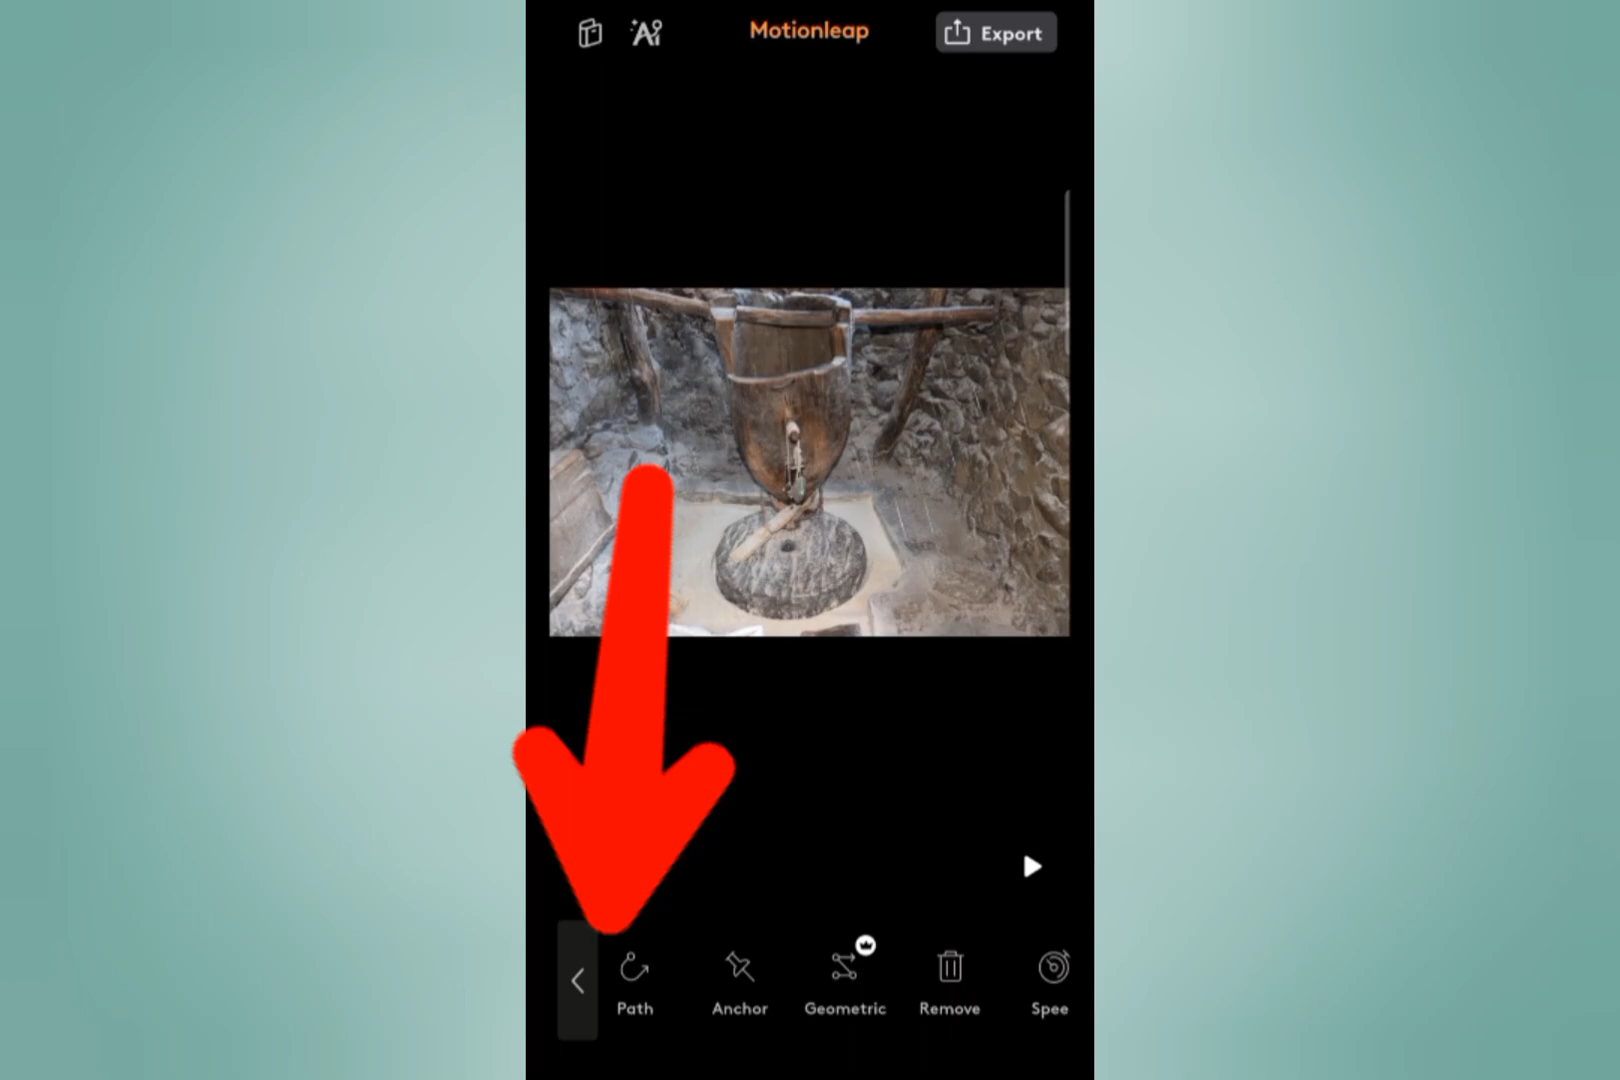 Motionleap
Export
Path
Anchor
Geometric
Remove
Spee